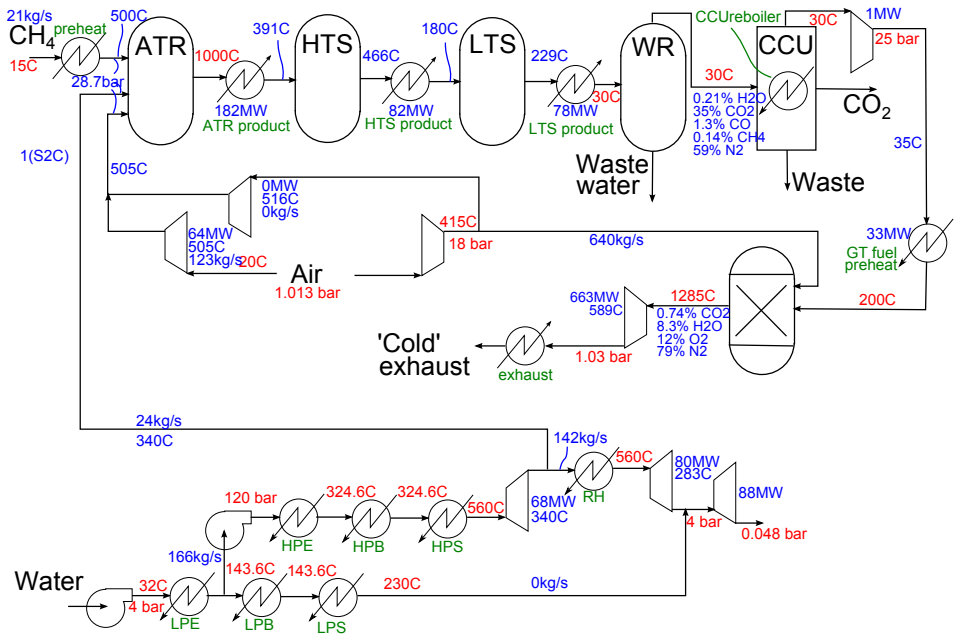 21kg/s
preheat
500C
CH4
15C
28.7bar
ATR
1000C
391C
182MW
ATR product
HTS
466C
180C
82MW
HTS product
LTS
229C
30C
78MW
LTS product
WR
CCUreboiler
CCU
30C
30C
0.21% H2O
35% CO2
1.3% CO
0.14% CH4
59% N2
1MW
25 bar
CO2
Waste
water
Waste
1(S2C)
505C
0MW
516C
0kg/s
64MW
505C
123kg/s
20C
Air
1.013 bar
415C
18 bar
640kg/s
35C
33MW
GT fuel
preheat
200C
663MW
589C
1285C
0.74% CO2
8.3% H2O
12% O2
79% N2
'Cold'
exhaust
exhaust
1.03 bar
24kg/s
340C
142kg/s
560C
RH
80MW
283C
88MW
4 bar
0.048 bar
120 bar
324.6C
324.6C
560C
68MW
340C
HPE
HPB
HPS
166kg/s
Water
32C
4 bar
143.6C
143.6C
230C
0kg/s
LPE
LPB
LPS